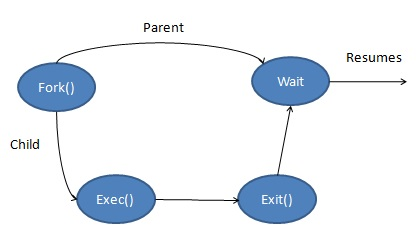 Parent
Resumes
Fork()
Wait
Child
Exec()
Exit()